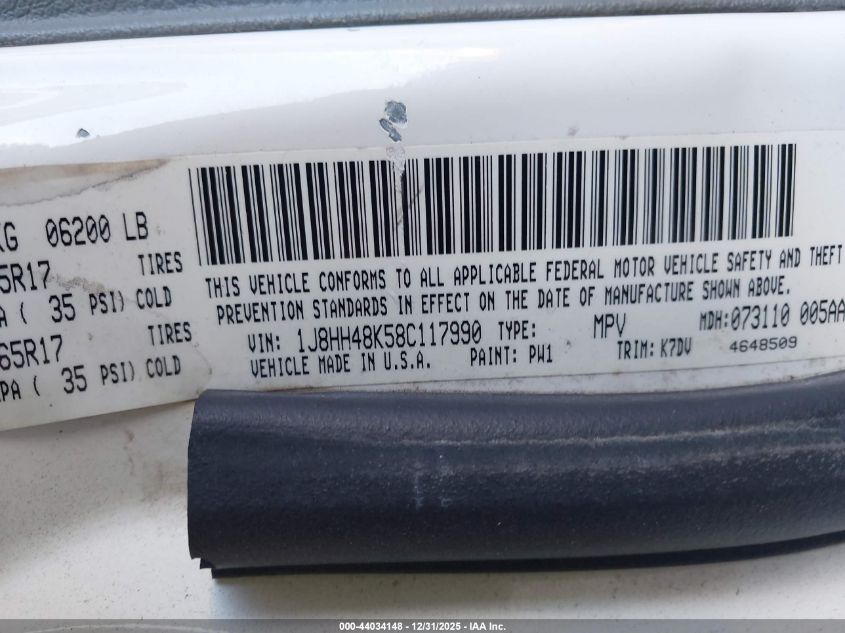 KG 06200 LB
5R17 TIRES
PA ( 35 PSI) COLD
65R17 TIRES
KPA ( 35 PSI) COLD
THIS VEHICLE CONFORMS TO ALL APPLICABLE FEDERAL MOTOR VEHICLE SAFETY AND THEFT
PREVENTION STANDARDS IN EFFECT ON THE DATE OF MANUFACTURE SHOWN ABOVE.
VIN: 1J8HH48K58C117990 TYPE: MPV MDH:073110 005AA
VEHICLE MADE IN U.S.A. PAINT: PW1 TRIM: K7DV 4648509
000-44034148 - 12/31/2025 - IAA Inc.